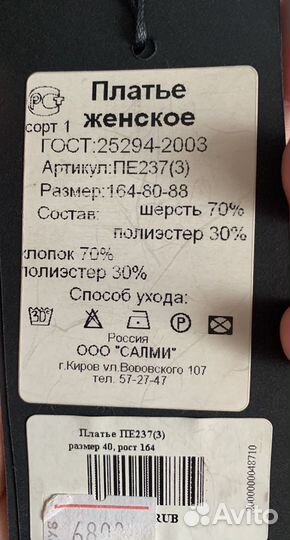 Платье
женское
сорт 1
ГОСТ:25294-2003
Артикул:ПЕ237(3)
Размер:164-80-88
Состав: шерсть 70%
полиэстер 30%
хлопок 70%
полиэстер 30%
Способ ухода:
30
Россия
ООО "САЛМИ"
г.Киров ул.Воровского 107
тел. 57-27-47
Платье ПЕ237(3)
размер 40, рост 164
RUB
Avito